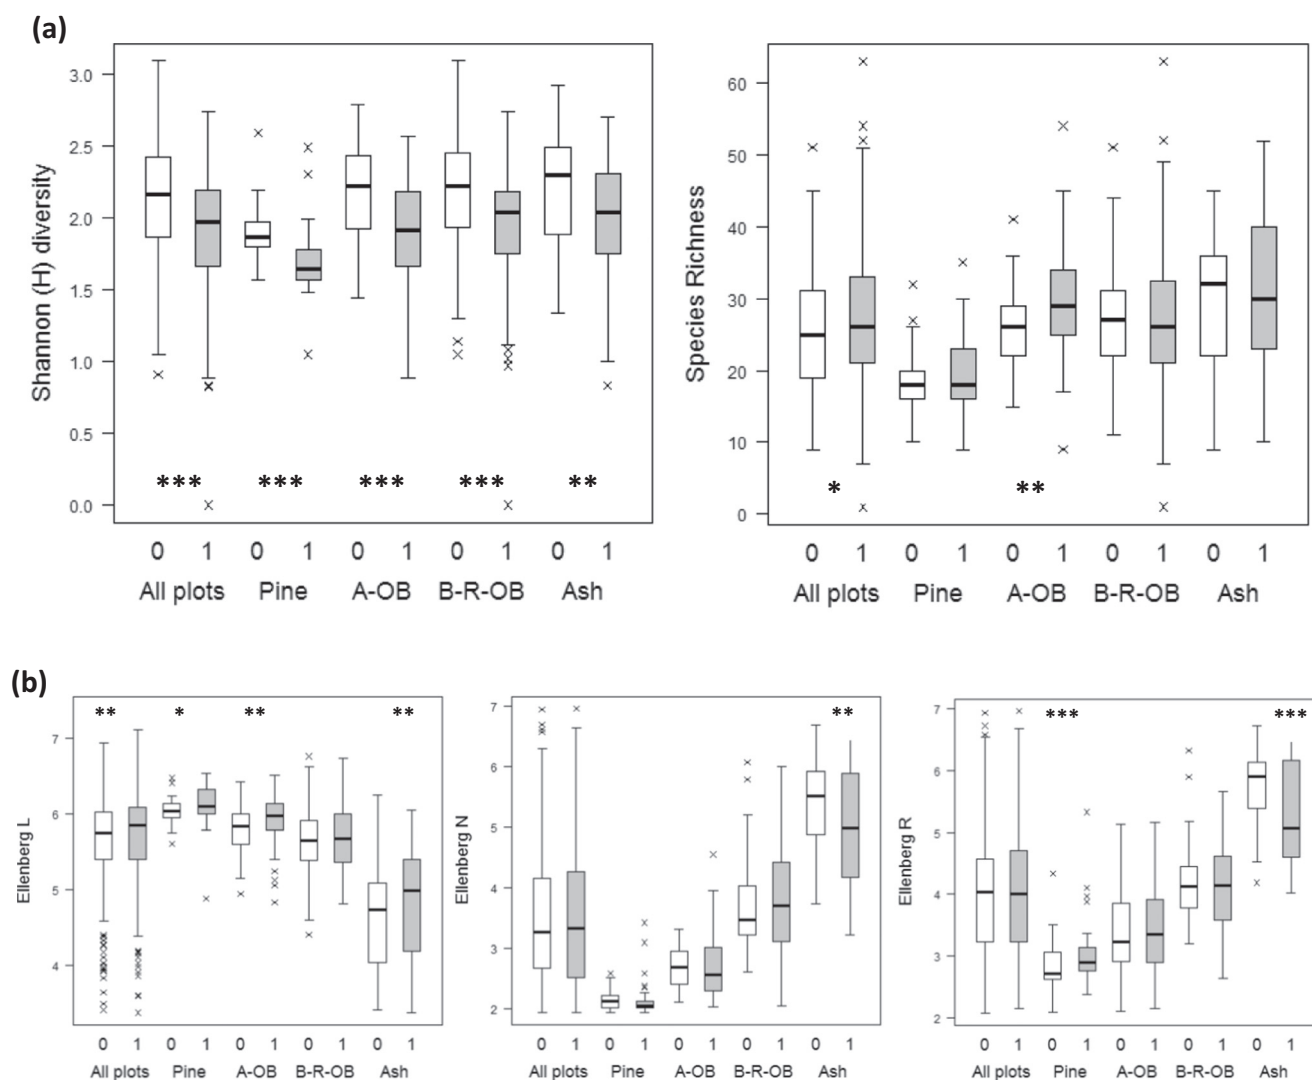 (a)
Shannon (H) diversity
3.0
2.5
2.0
1.5
1.0
0.5
0.0
*** *** *** *** **
0 1 0 1 0 1 0 1 0 1
All plots Pine A-OB B-R-OB Ash
Species Richness
60
50
40
30
20
10
0
* **
0 1 0 1 0 1 0 1 0 1
All plots Pine A-OB B-R-OB Ash
(b)
Ellenberg L
** * ** **
7
6
5
4
0 1 0 1 0 1 0 1 0 1
All plots Pine A-OB B-R-OB Ash
Ellenberg N
**
7
6
5
4
3
2
0 1 0 1 0 1 0 1 0 1
All plots Pine A-OB B-R-OB Ash
Ellenberg R
*** ***
7
6
5
4
3
2
0 1 0 1 0 1 0 1 0 1
All plots Pine A-OB B-R-OB Ash